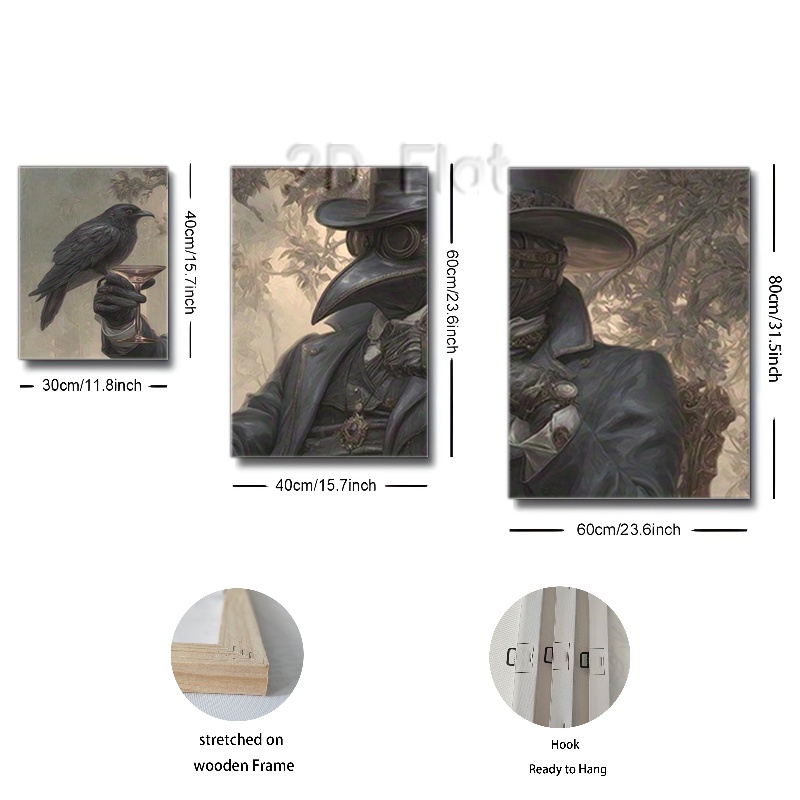 2D Flat
40cm/15.7inch
30cm/11.8inch
60cm/23.6inch
40cm/15.7inch
80cm/31.5inch
60cm/23.6inch
stretched on
wooden Frame
Hook
Ready to Hang